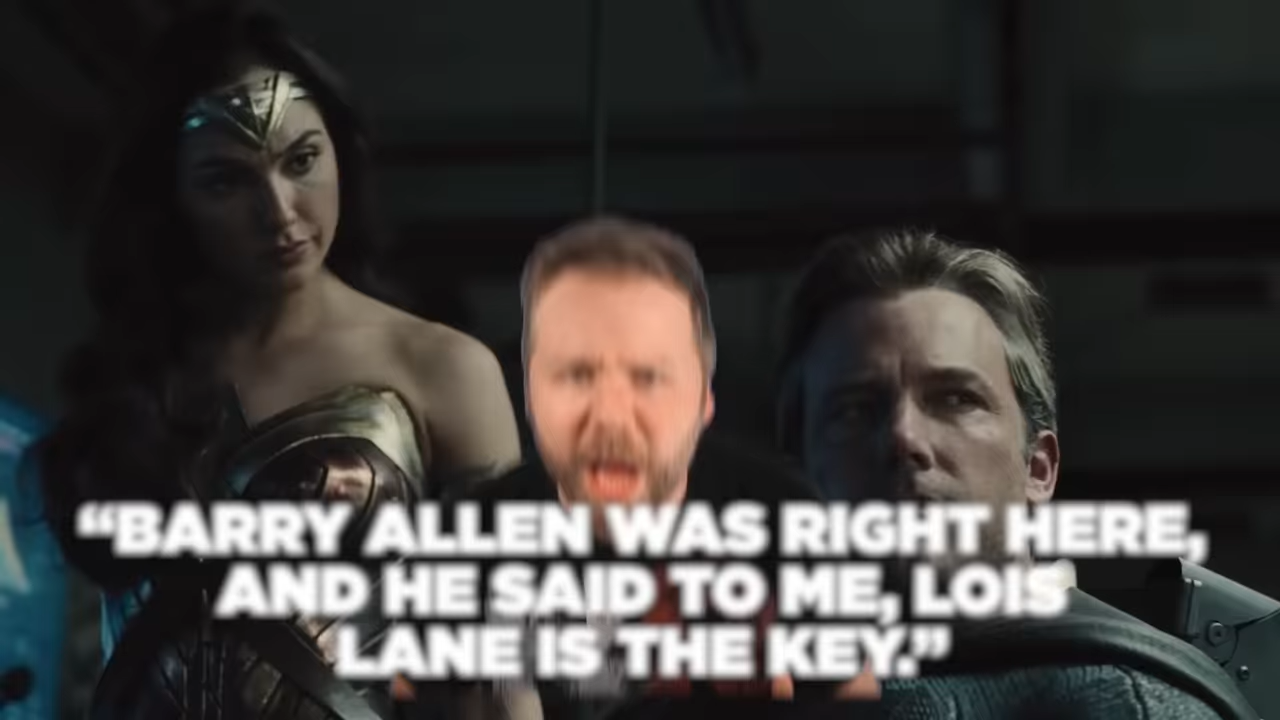 “BARRY ALLEN WAS RIGHT HERE,
AND HE SAID TO ME, LOIS
LANE IS THE KEY.”